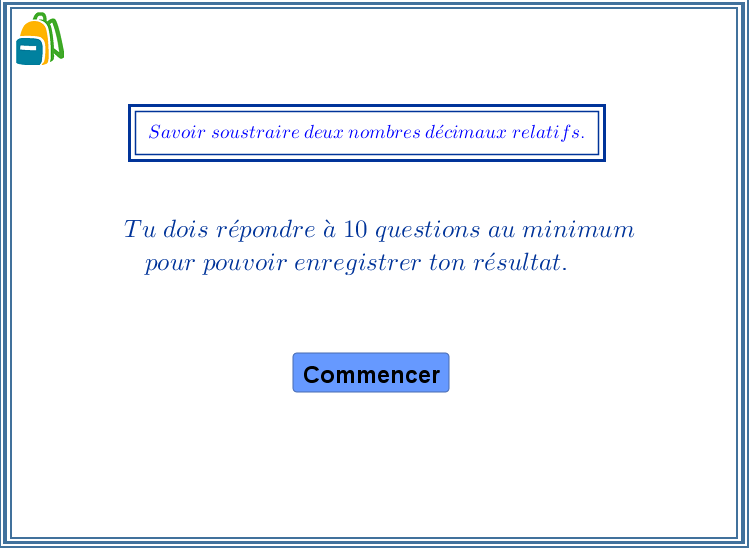 Savoir soustraire deux nombres décimaux relatifs.
Tu dois répondre à 10 questions au minimum
pour pouvoir enregistrer ton résultat.
Commencer